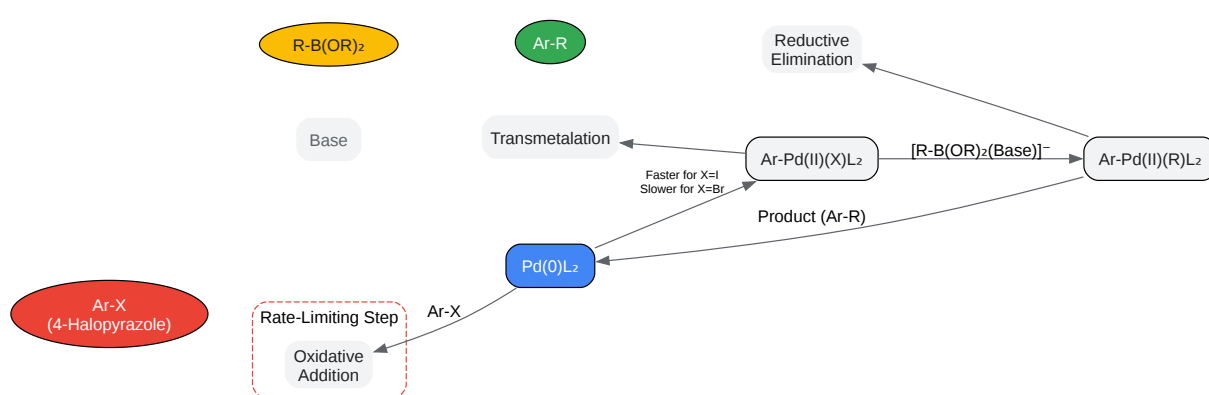 R-B(OR)₂
Ar-R
Reductive
Elimination
Base
Transmetalation
Ar-Pd(II)(X)L₂
[R-B(OR)₂(Base)]⁻
Ar-Pd(II)(R)L₂
Faster for X=I
Slower for X=Br
Product (Ar-R)
Pd(0)L₂
Ar-X
(4-Halopyrazole)
Rate-Limiting Step
Ar-X
Oxidative
Addition